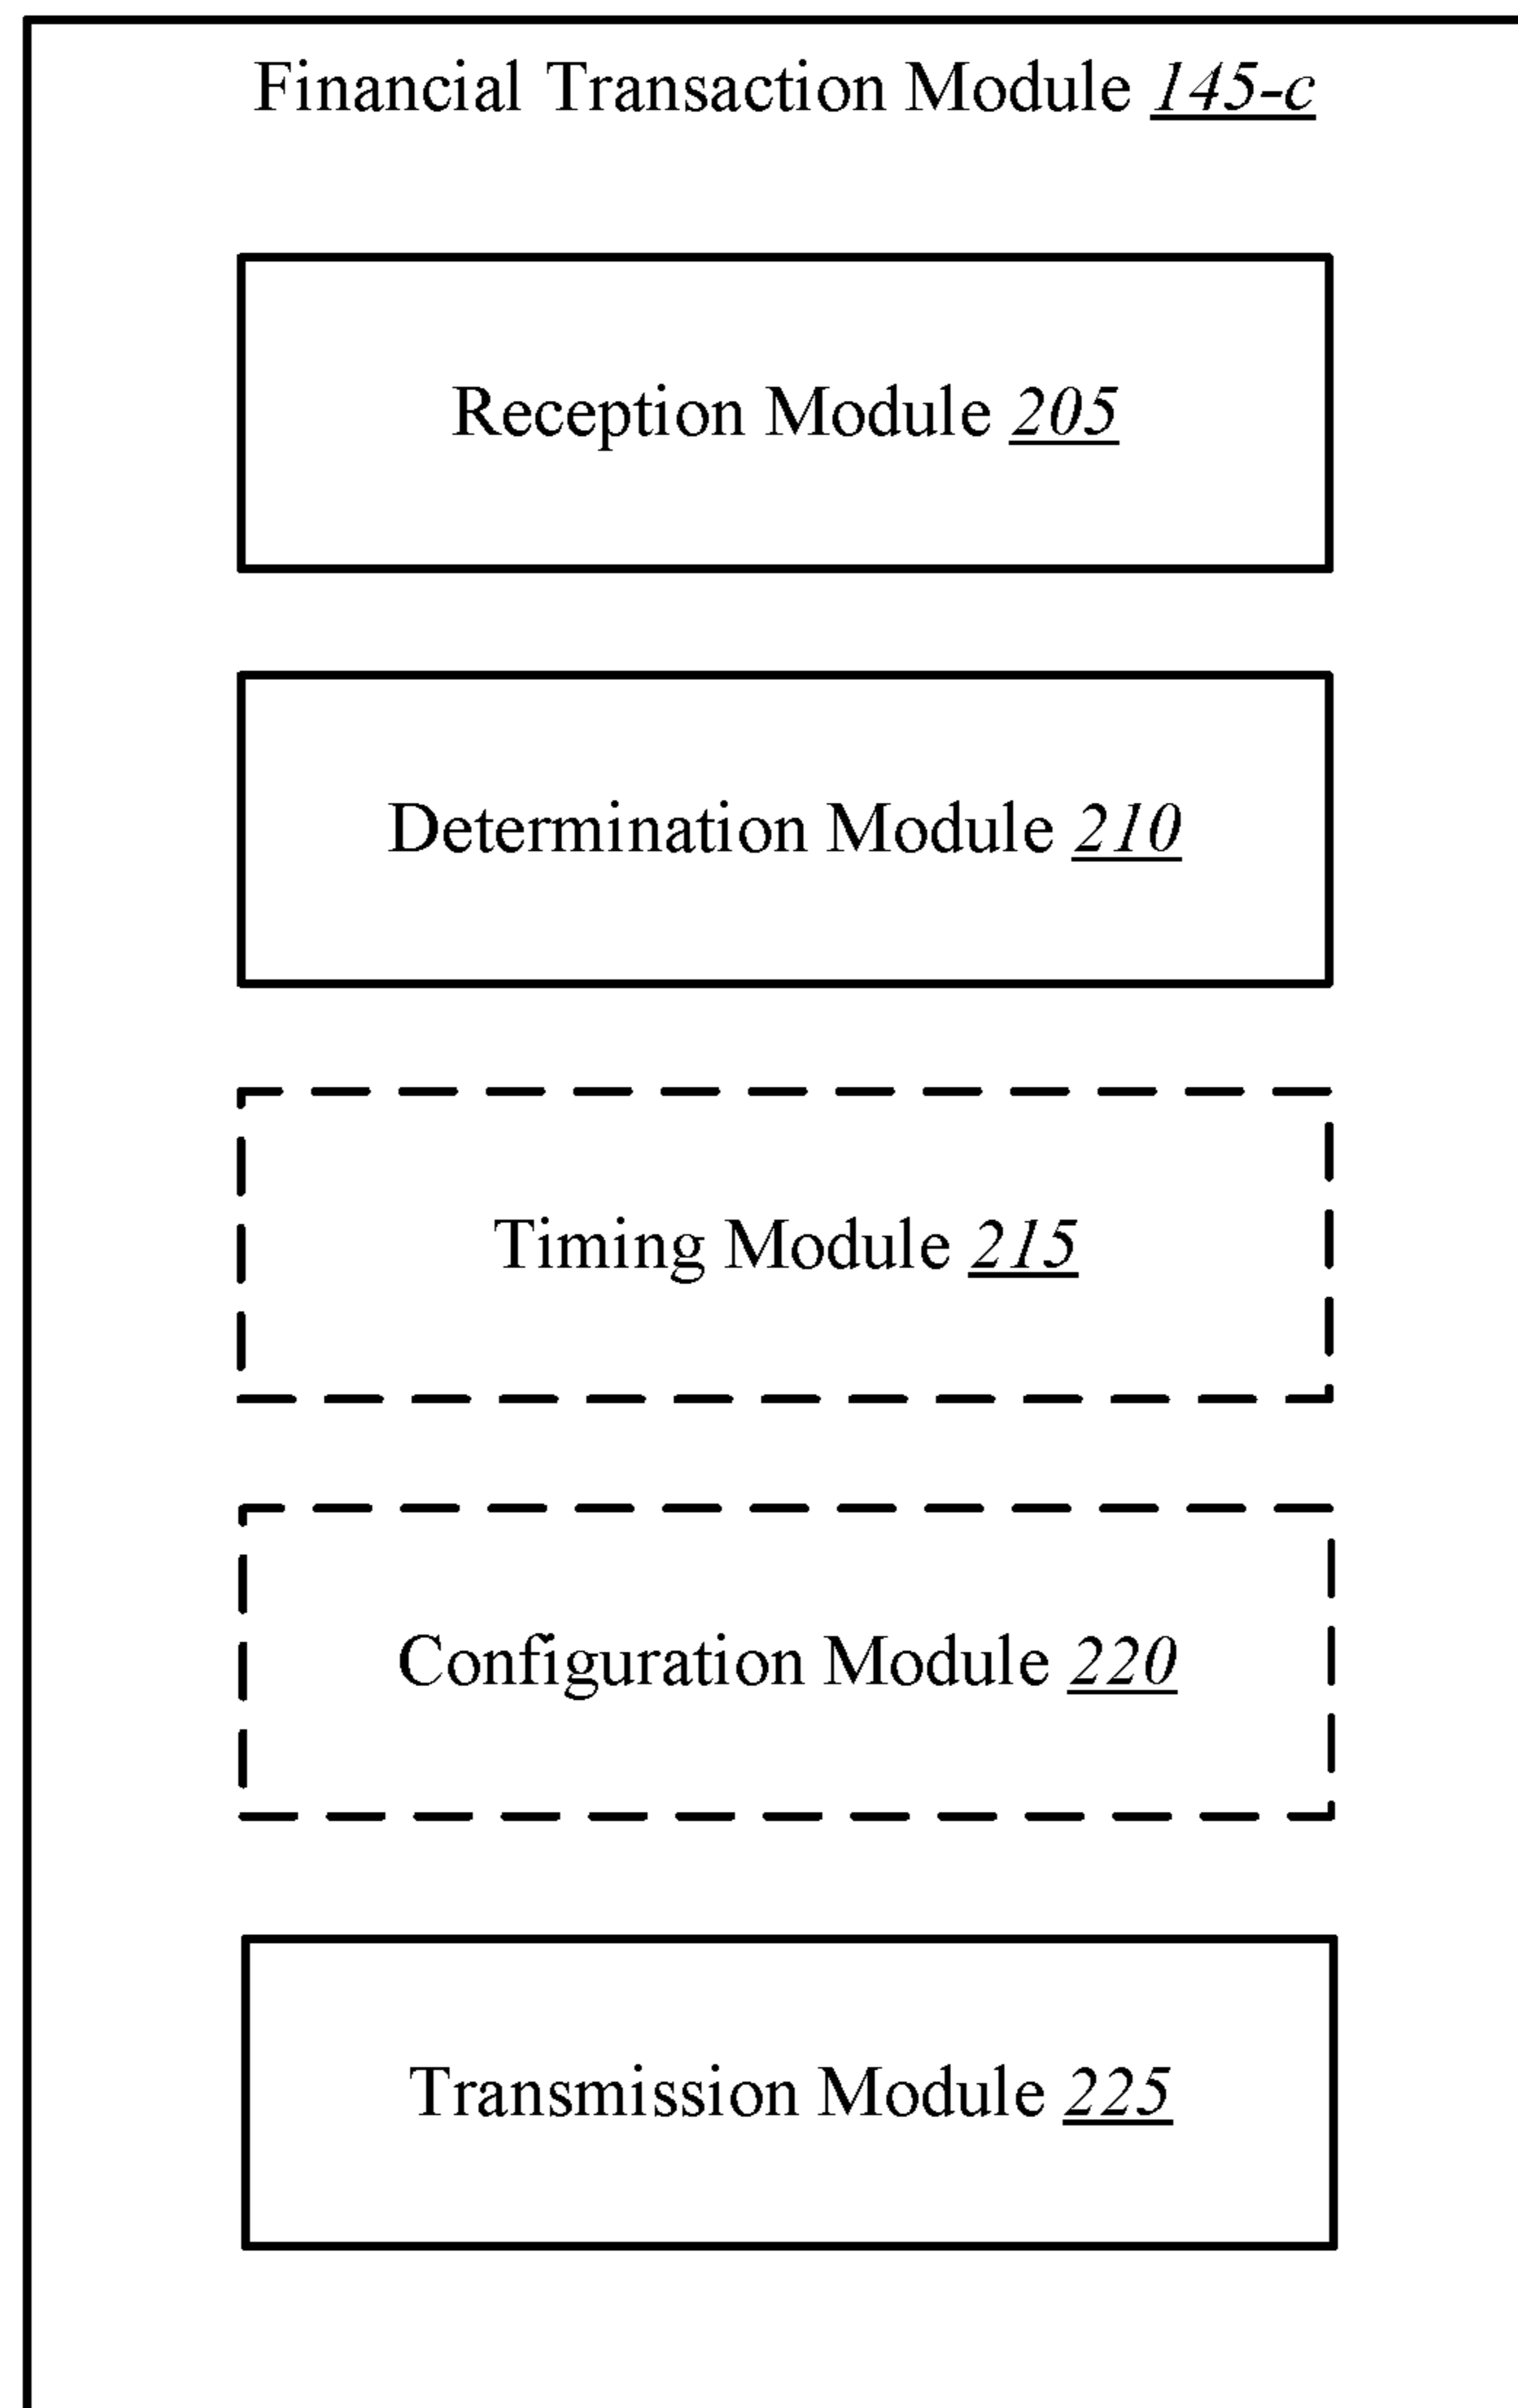 Financial Transaction Module 145-c
Reception Module 205
Determination Module 210
Timing Module 215
Configuration Module 220
Transmission Module 225